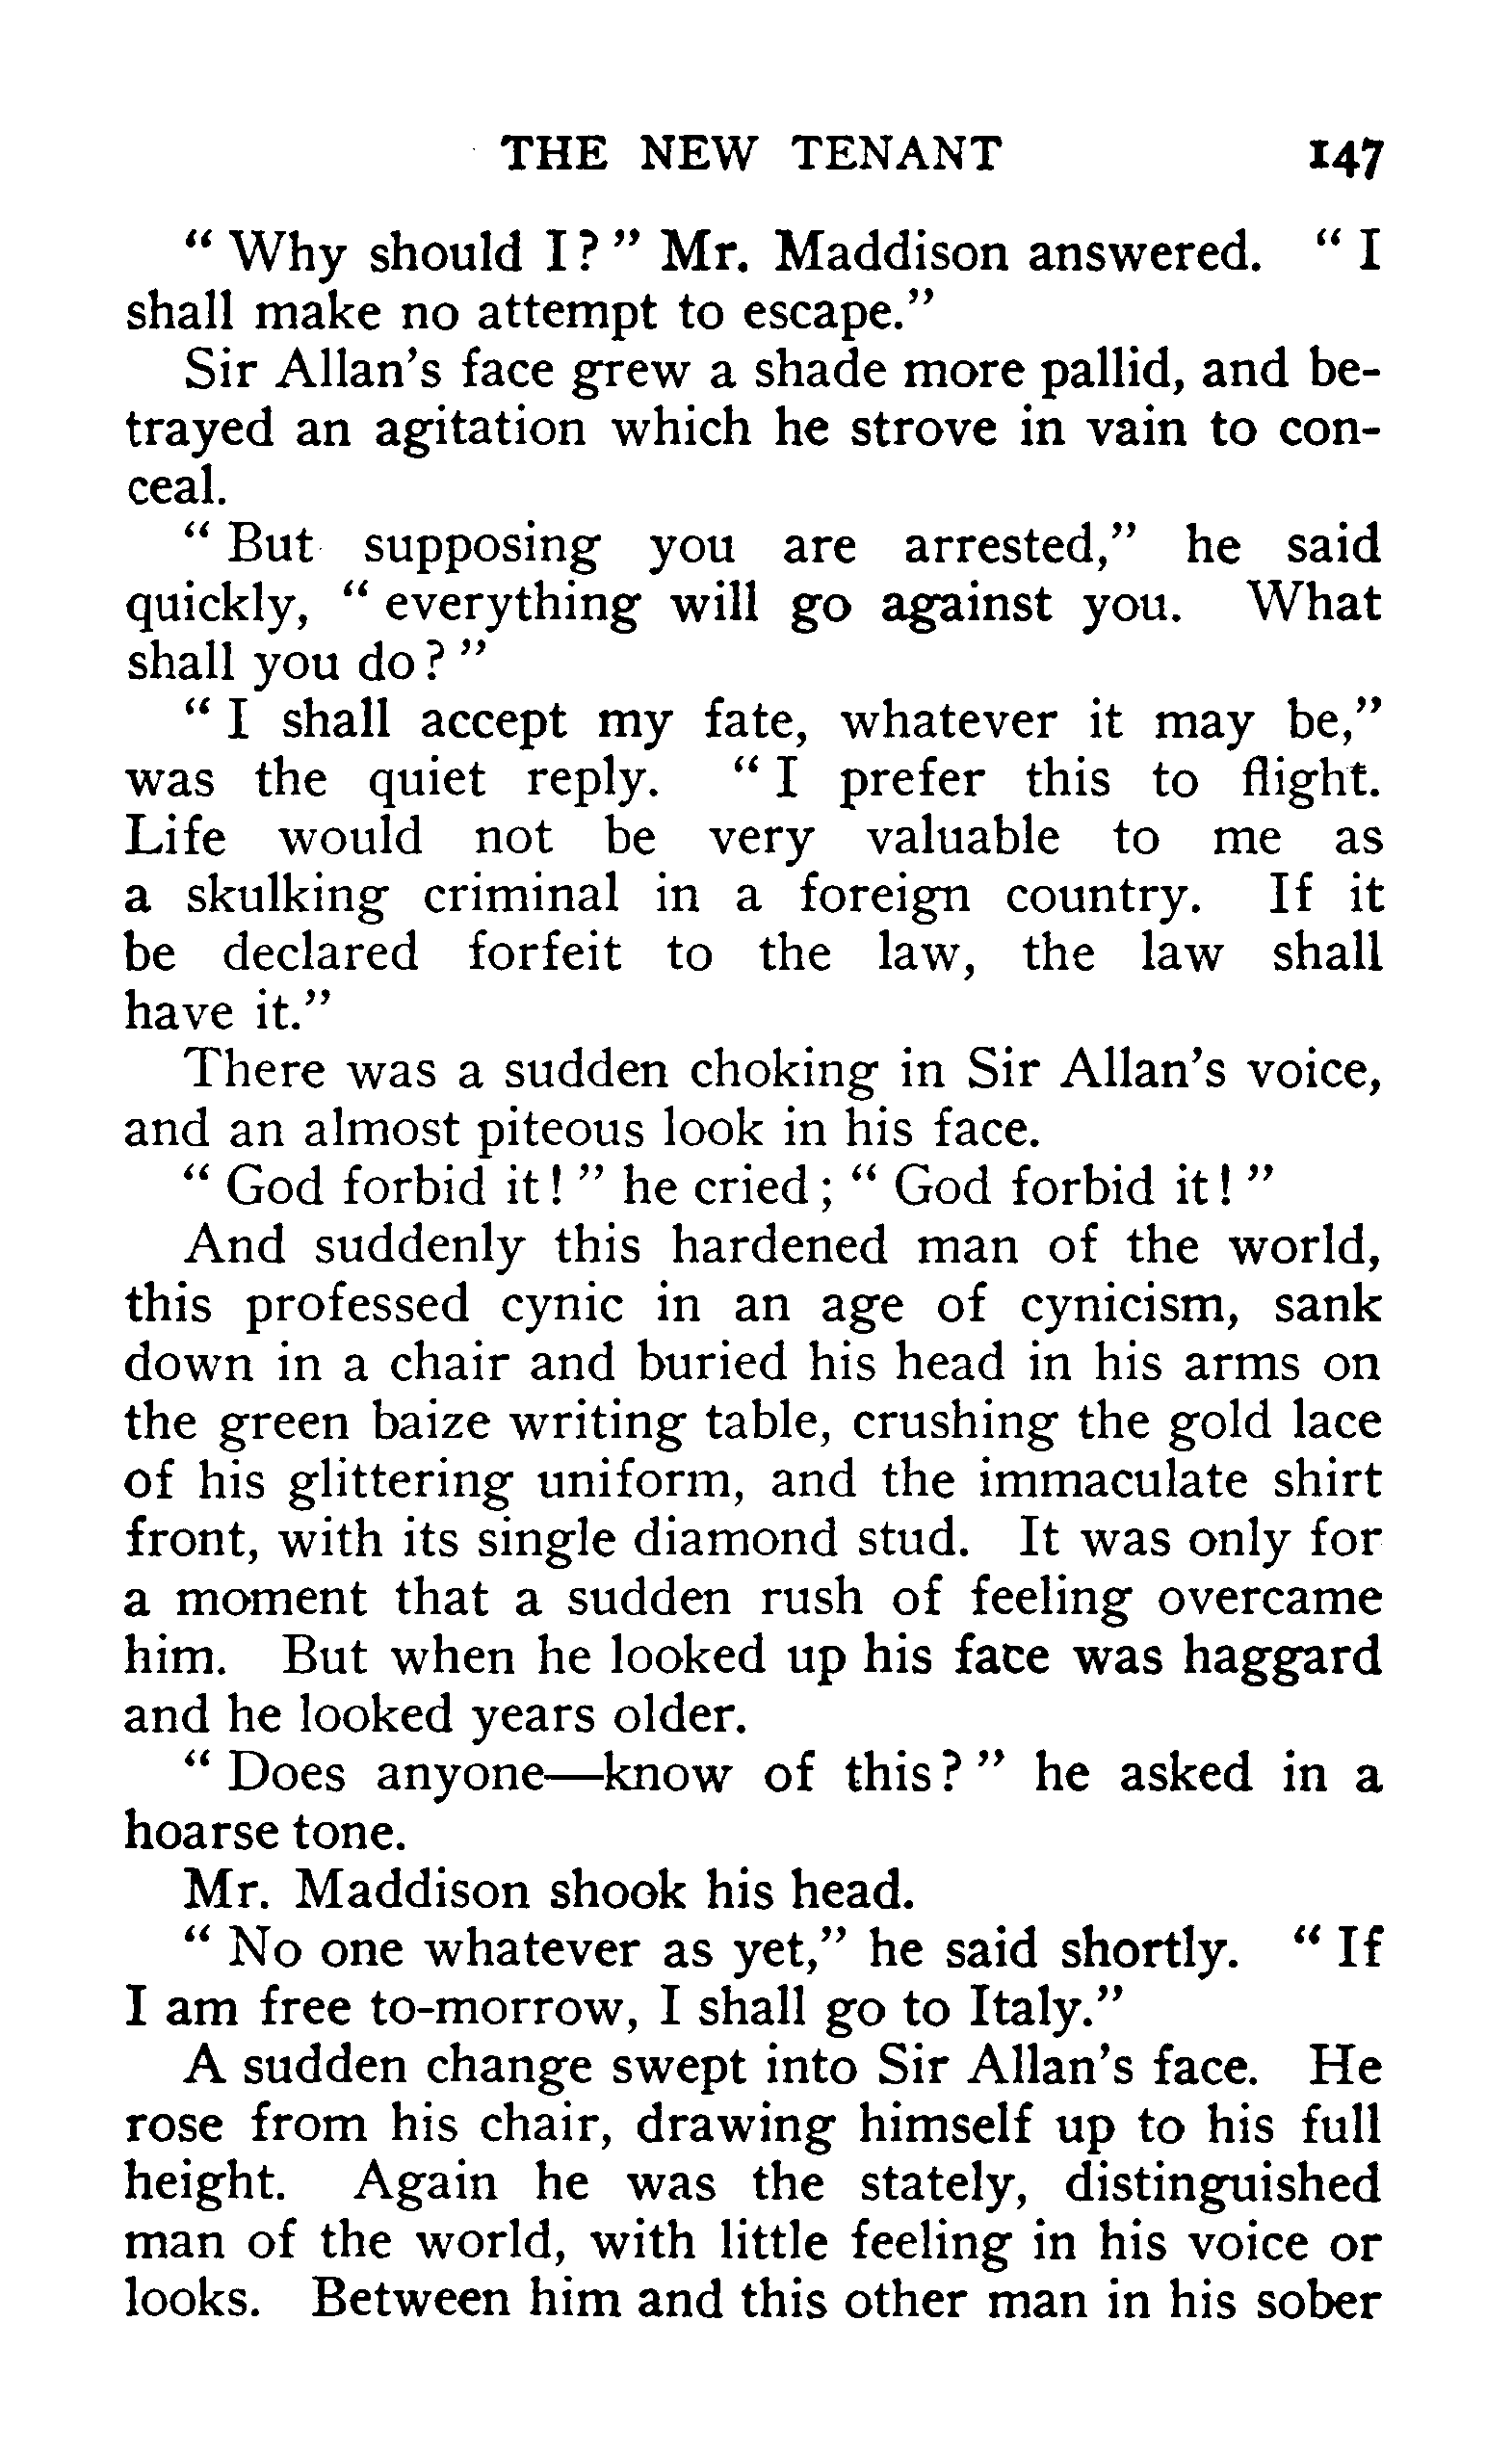 THE NEW TENANT 147
“ Why should I ? ” Mr. Maddison answered. “ I
shall make no attempt to escape.”
Sir Allan’s face grew a shade more pallid, and be-
trayed an agitation which he strove in vain to con-
ceal.
“ But supposing you are arrested,” he said
quickly, “ everything will go against you. What
shall you do ? ”
“ I shall accept my fate, whatever it may be,”
was the quiet reply. “ I prefer this to flight.
Life would not be very valuable to me as
a skulking criminal in a foreign country. If it
be declared forfeit to the law, the law shall
have it.”
There was a sudden choking in Sir Allan’s voice,
and an almost piteous look in his face.
“ God forbid it ! ” he cried ; “ God forbid it ! ”
And suddenly this hardened man of the world,
this professed cynic in an age of cynicism, sank
down in a chair and buried his head in his arms on
the green baize writing table, crushing the gold lace
of his glittering uniform, and the immaculate shirt
front, with its single diamond stud. It was only for
a moment that a sudden rush of feeling overcame
him. But when he looked up his face was haggard
and he looked years older.
“ Does anyone—know of this ? ” he asked in a
hoarse tone.
Mr. Maddison shook his head.
“ No one whatever as yet,” he said shortly. “ If
I am free to-morrow, I shall go to Italy.”
A sudden change swept into Sir Allan’s face. He
rose from his chair, drawing himself up to his full
height. Again he was the stately, distinguished
man of the world, with little feeling in his voice or
looks. Between him and this other man in his sober